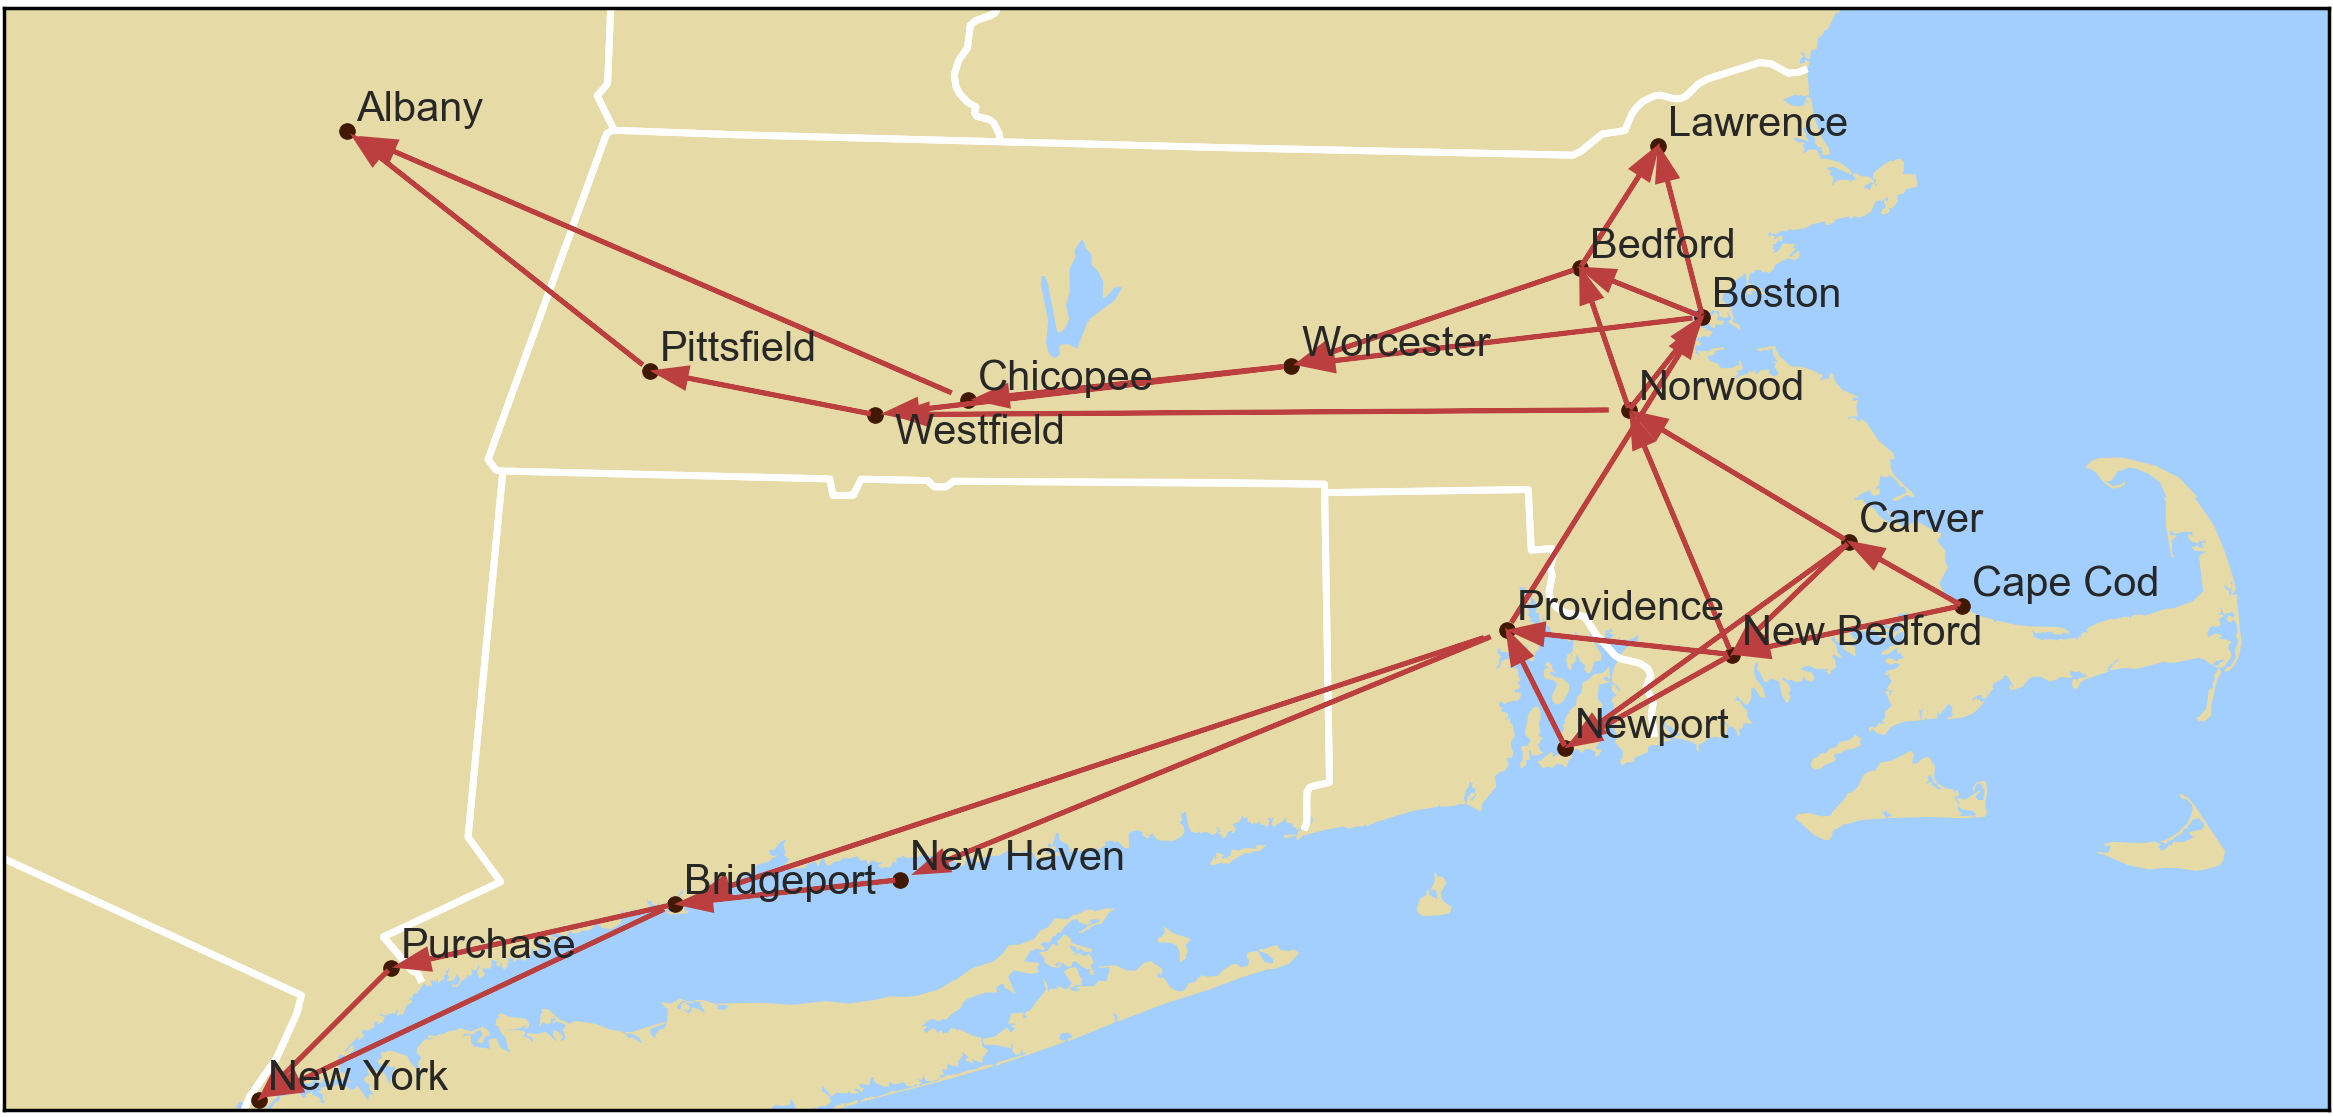 Albany
Lawrence
Bedford
Boston
Pittsfield
Worcester
Chicopee
Norwood
Westfield
Carver
Cape Cod
Providence
New Bedford
Newport
New Haven
Bridgeport
Purchase
New York